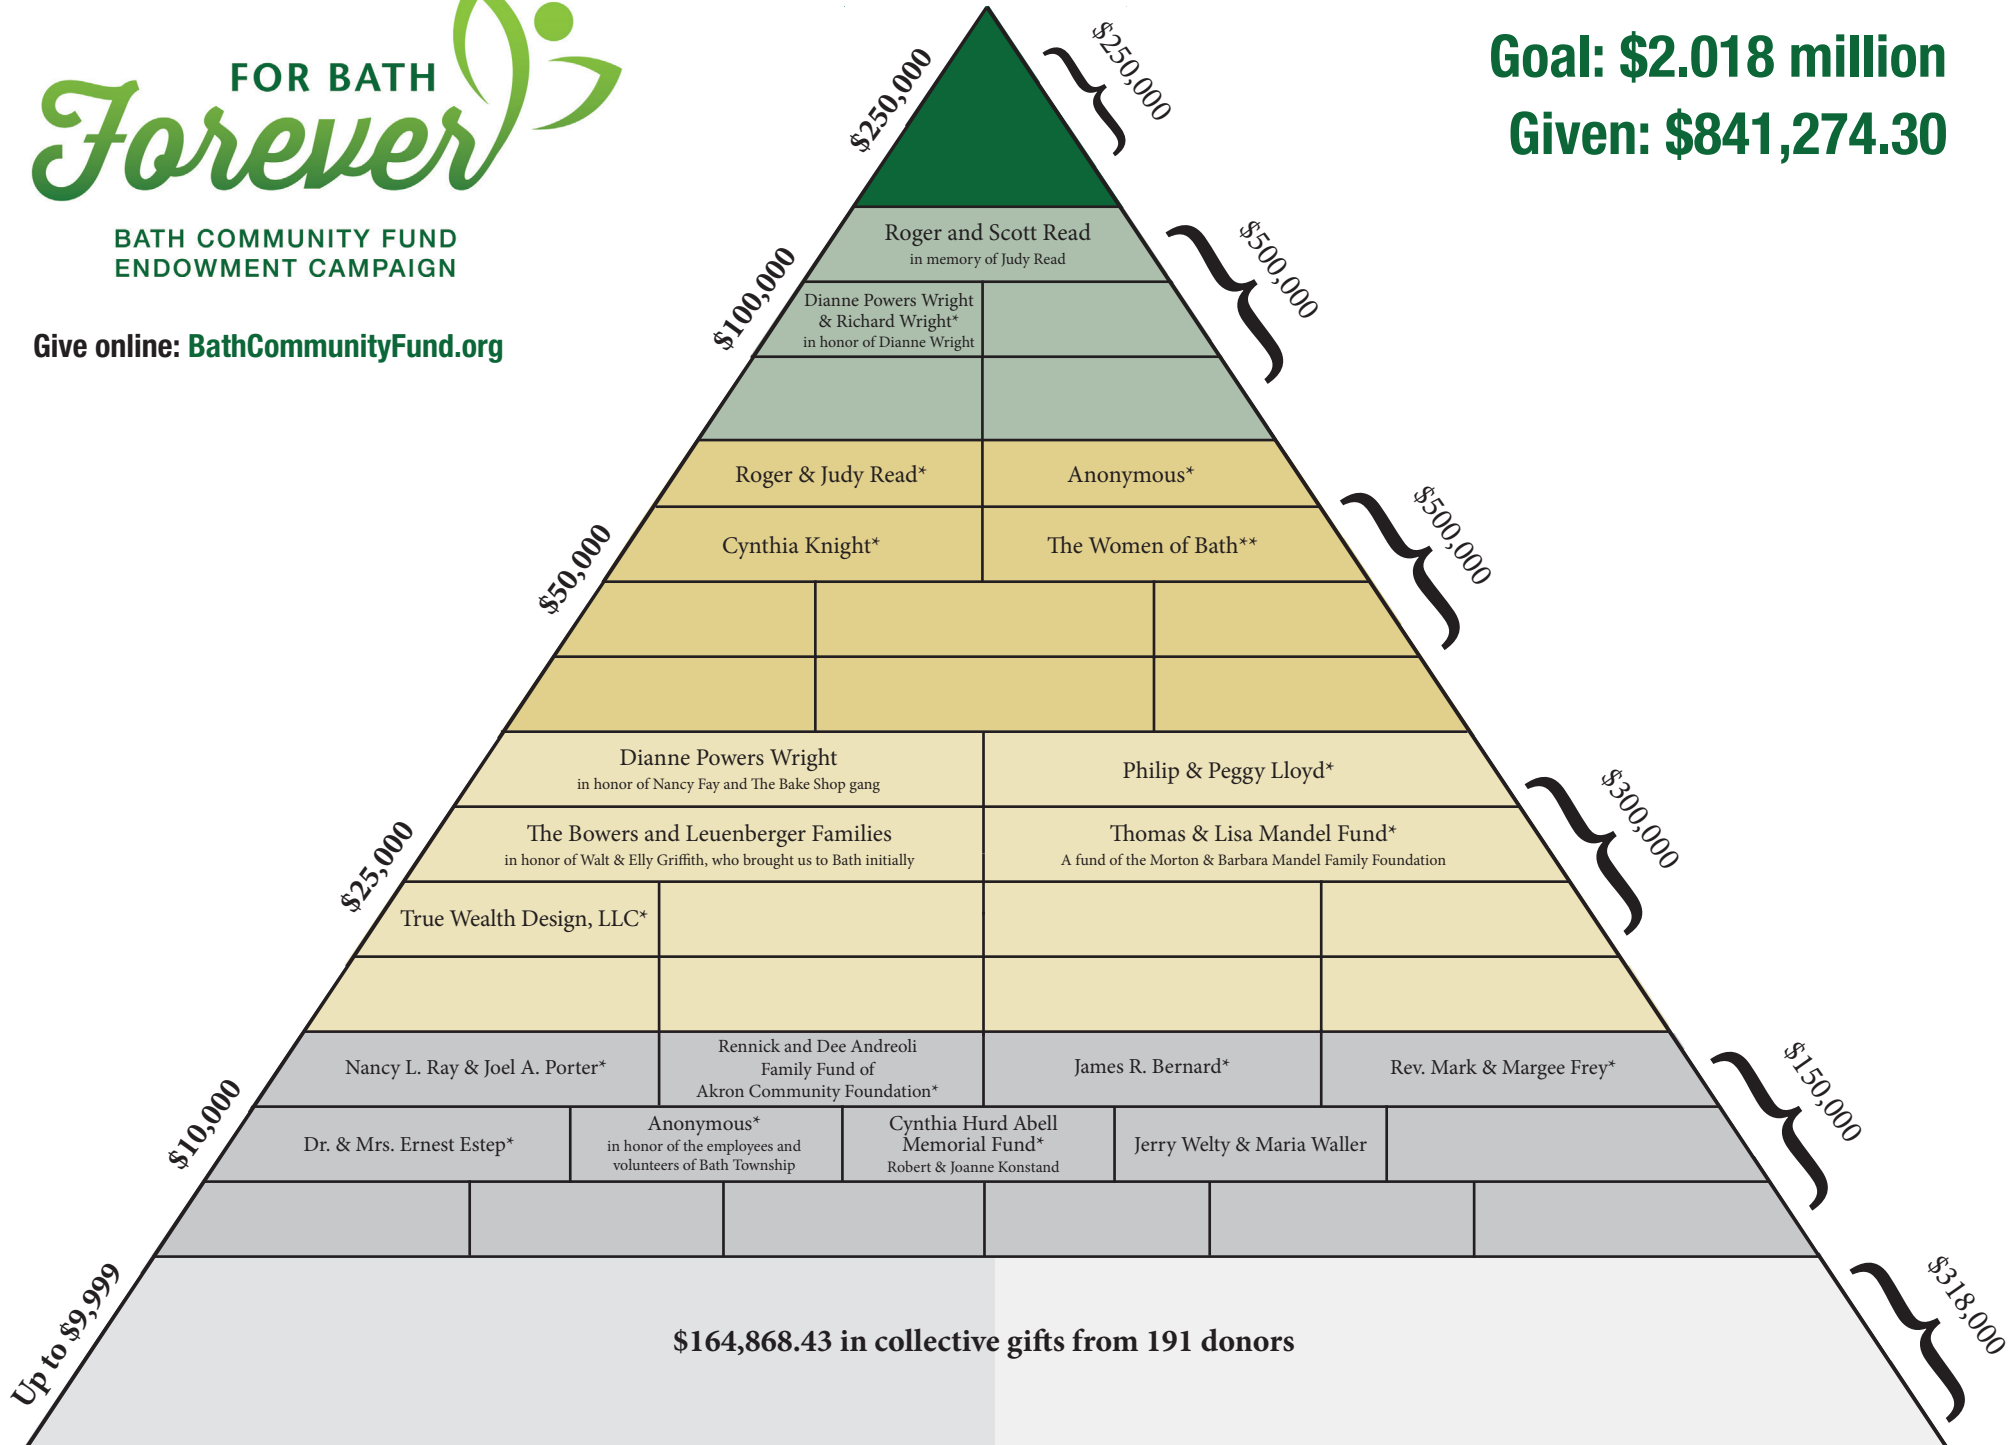 FOR BATH
Forever
BATH COMMUNITY FUND
ENDOWMENT CAMPAIGN
Give online: BathCommunityFund.org
Goal: $2.018 million
Given: $841,274.30
$250,000
$250,000
Roger and Scott Read
in memory of Judy Read
$100,000
$500,000
Dianne Powers Wright
& Richard Wright*
in honor of Dianne Wright
Roger & Judy Read*
Anonymous*
$50,000
$500,000
Cynthia Knight*
The Women of Bath**
Dianne Powers Wright
in honor of Nancy Fay and The Bake Shop gang
Philip & Peggy Lloyd*
$25,000
$300,000
The Bowers and Leuenberger Families
in honor of Walt & Elly Griffith, who brought us to Bath initially
Thomas & Lisa Mandel Fund*
A fund of the Morton & Barbara Mandel Family Foundation
True Wealth Design, LLC*
Nancy L. Ray & Joel A. Porter*
Rennick and Dee Andreoli
Family Fund of
Akron Community Foundation*
James R. Bernard*
Rev. Mark & Margee Frey*
$10,000
$150,000
Dr. & Mrs. Ernest Estep*
Anonymous*
in honor of the employees and
volunteers of Bath Township
Cynthia Hurd Abell
Memorial Fund*
Robert & Joanne Konstand
Jerry Welty & Maria Waller
Up to $9,999
$318,000
$164,868.43 in collective gifts from 191 donors